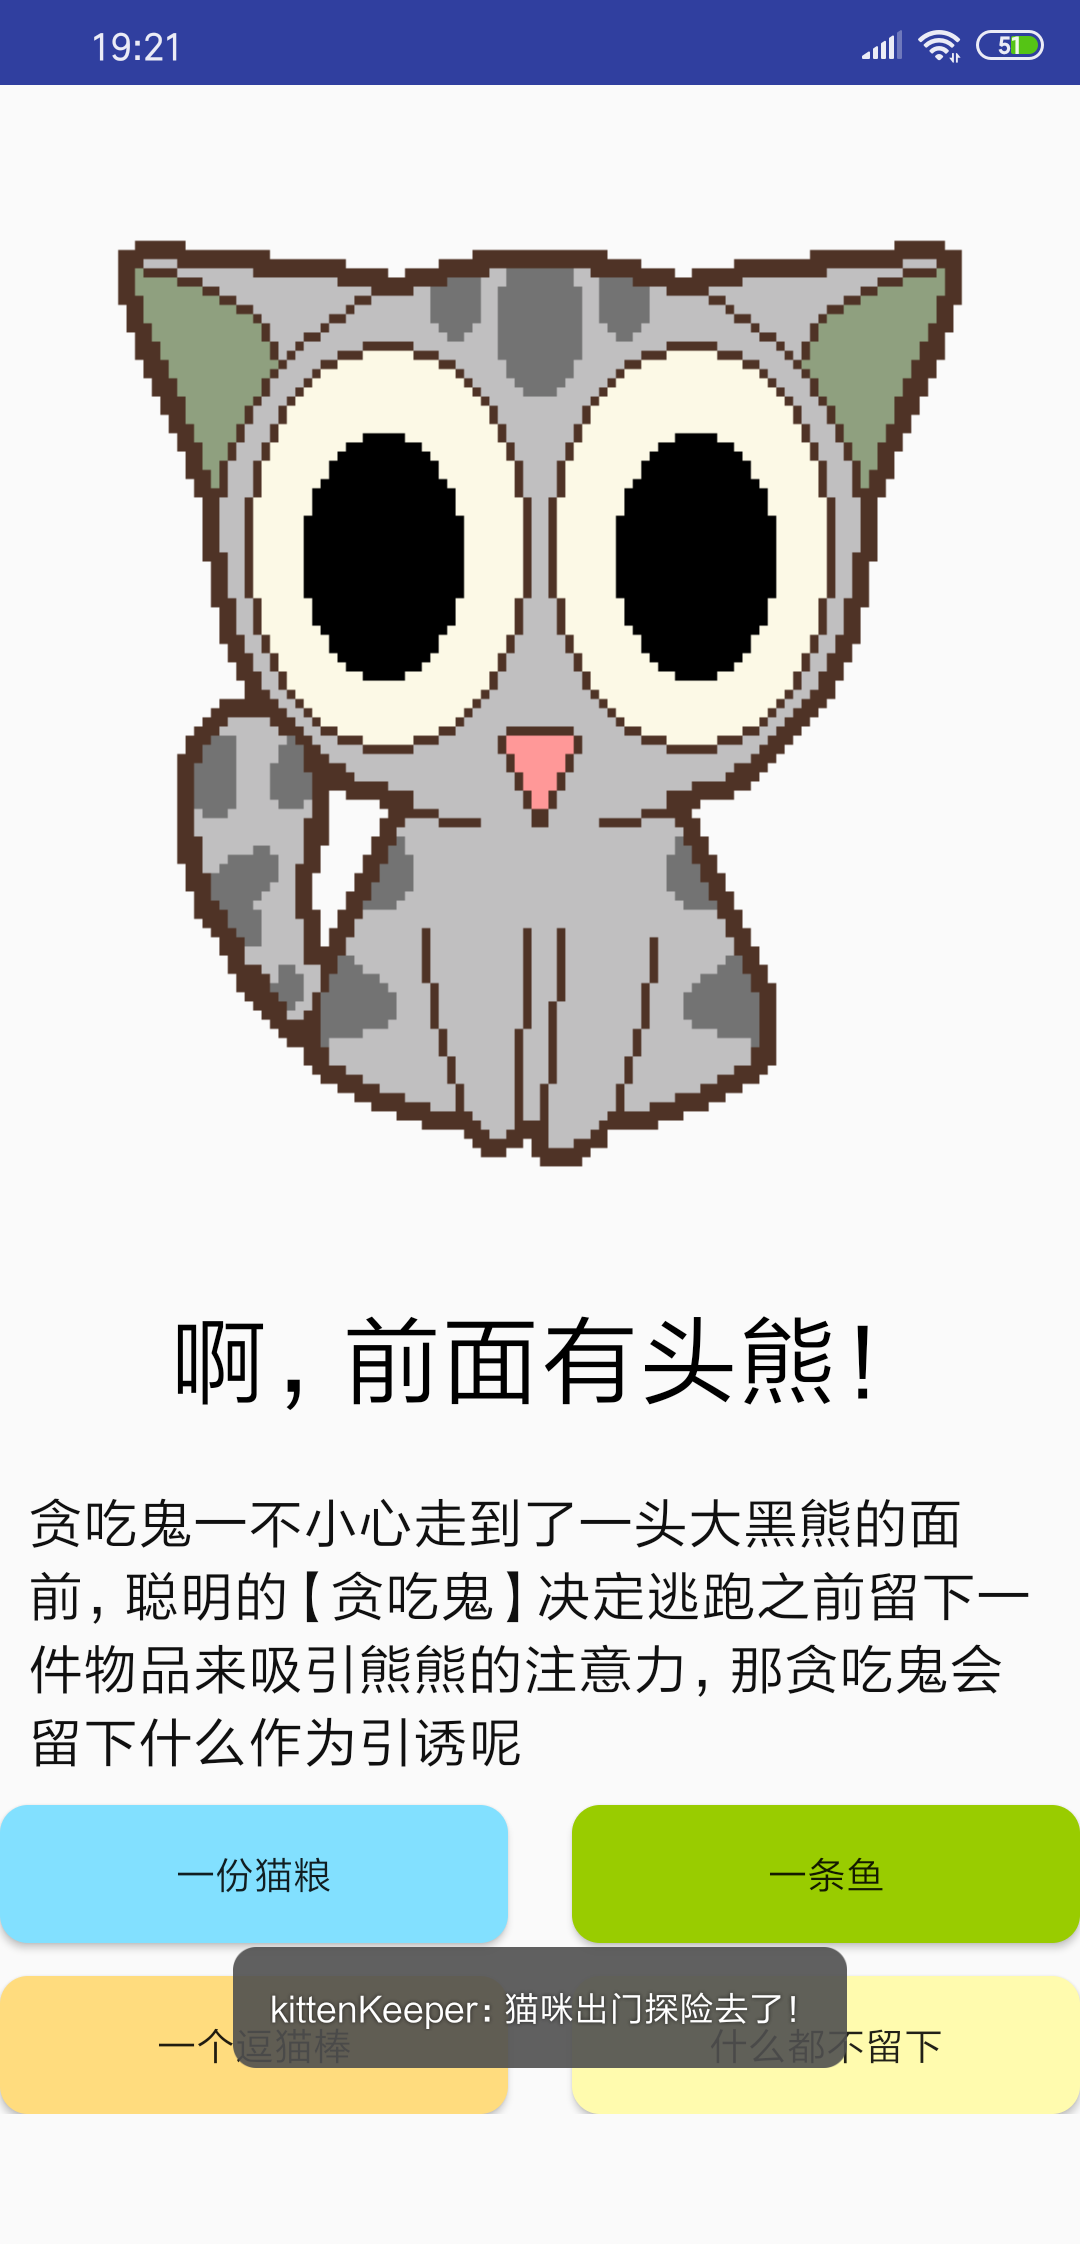 19:21
51
啊，前面有头熊！
贪吃鬼一不小心走到了一头大黑熊的面
前，聪明的【贪吃鬼】决定逃跑之前留下一
件物品来吸引熊熊的注意力，那贪吃鬼会
留下什么作为引诱呢
一份猫粮
一条鱼
kittenKeeper：猫咪出门探险去了！
一个逗猫棒
什么都不留下